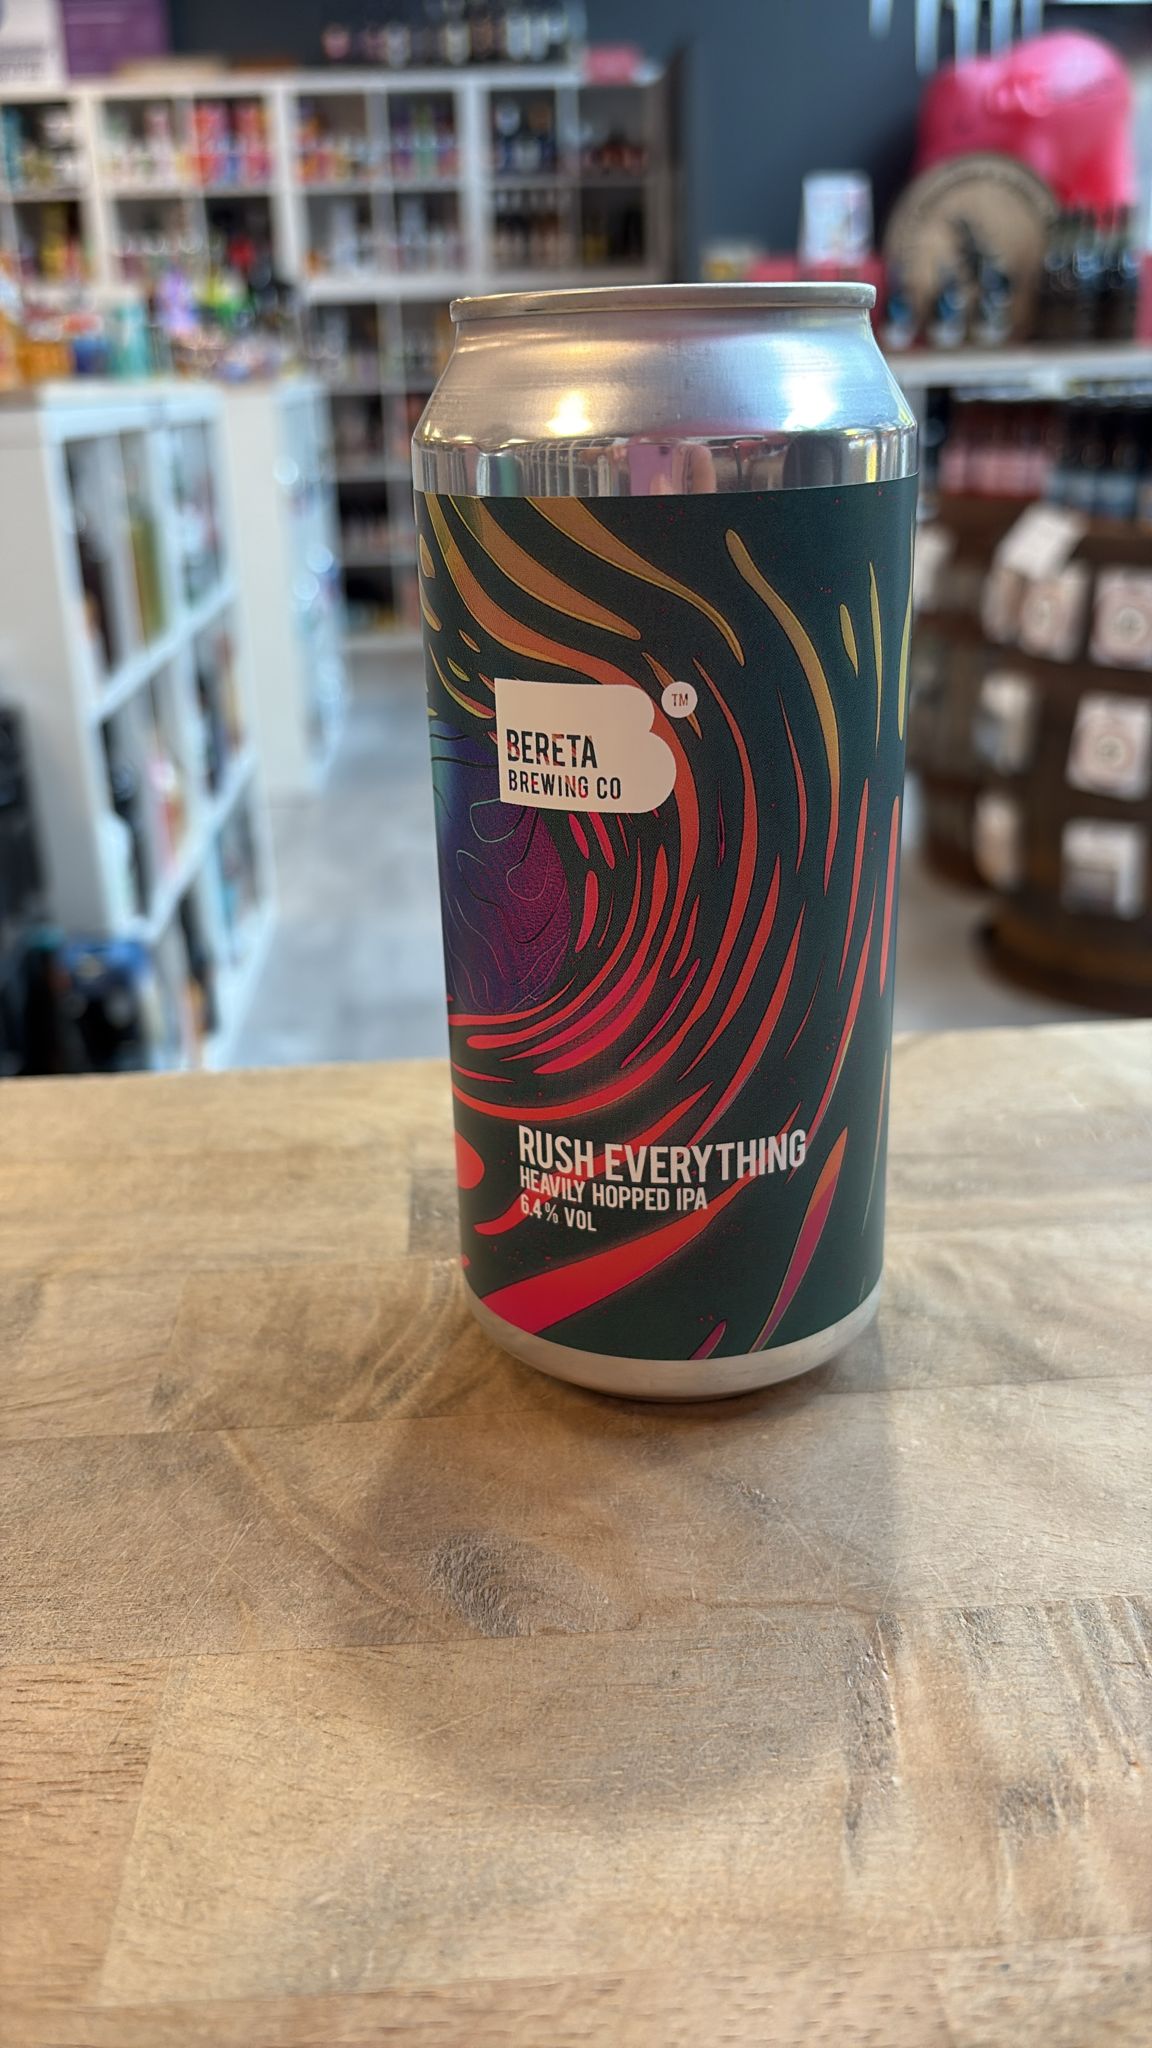 BERETA
BREWING CO
TM
RUSH EVERYTHING
HEAVILY HOPPED IPA
6.4% VOL